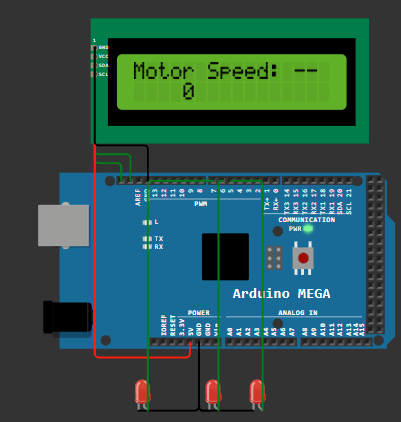 1
GND
VCC
SDA
SCL
Motor Speed: --
0
AREF
GND
13
12
11
10
9
8
7
6
5
4
3
2
TX→ 1
RX← 0
TX3 14
RX3 15
TX2 16
RX2 17
TX1 18
RX1 19
SDA 20
SCL 21
PWM
COMMUNICATION
L
PWR
TX
RX
Arduino MEGA
POWER
ANALOG IN
IOREF
RESET
3.3V
5V
GND
GND
Vin
A0
A1
A2
A3
A4
A5
A6
A7
A8
A9
A10
A11
A12
A13
A14
A15